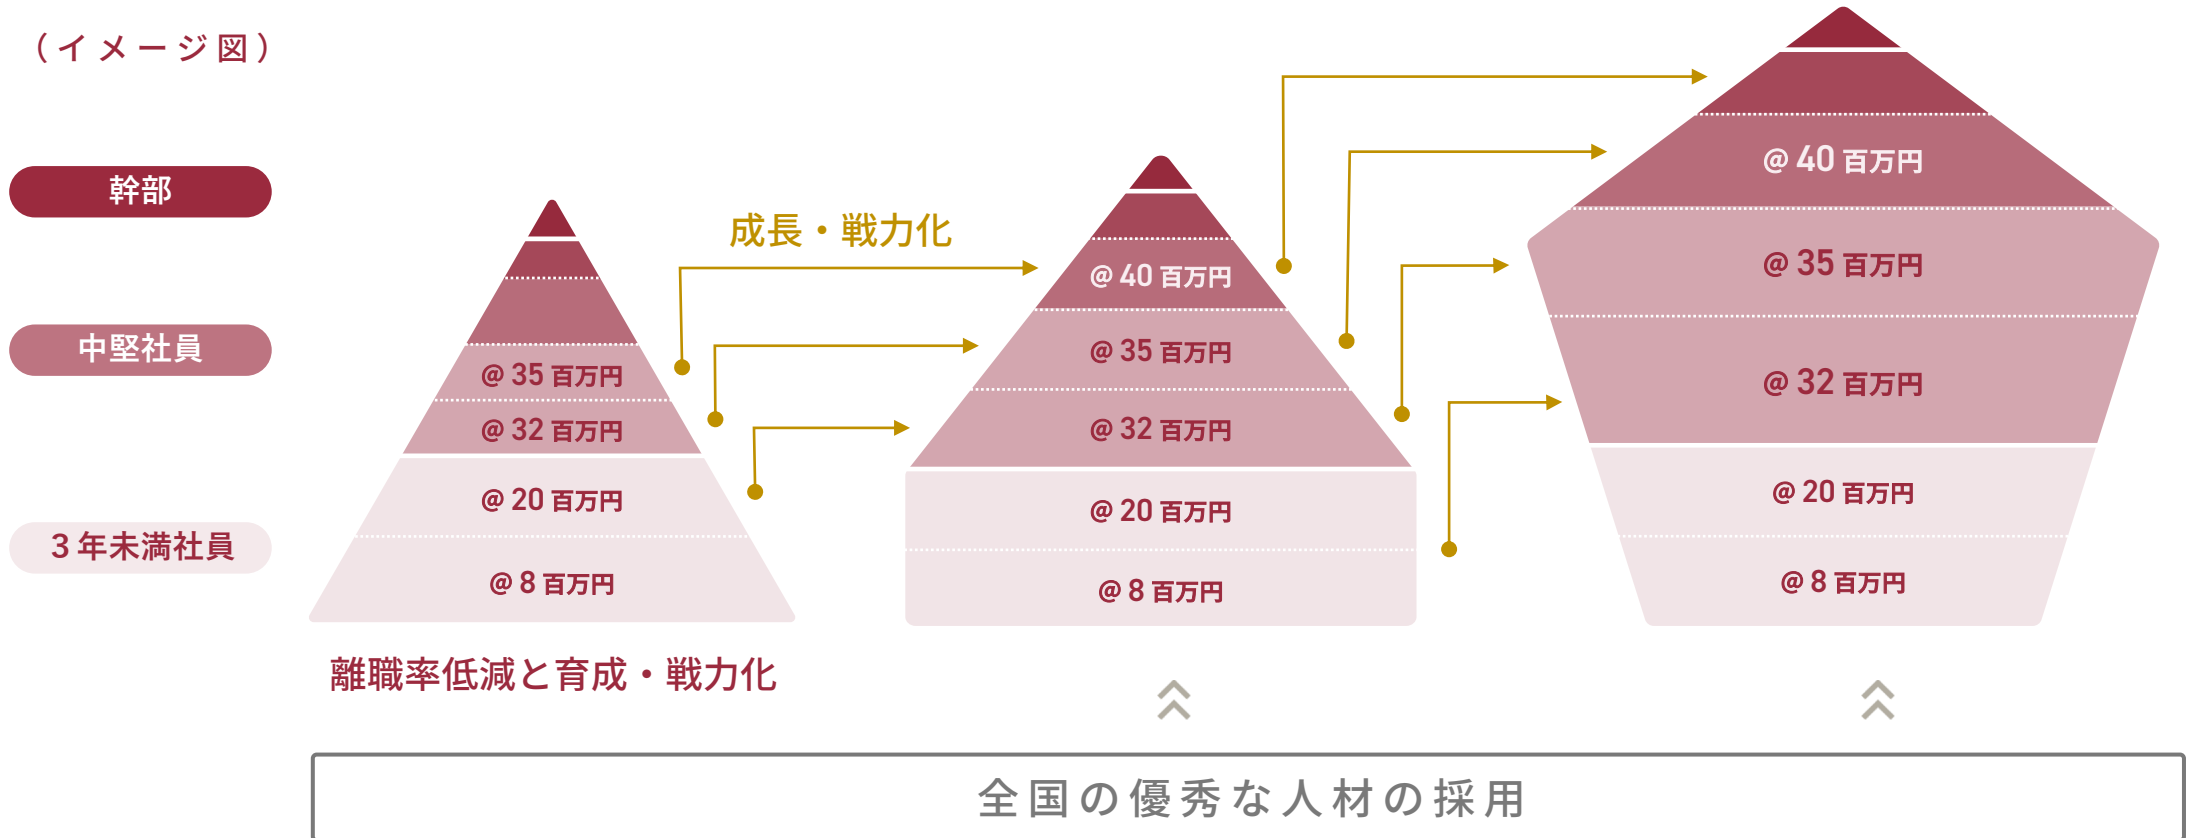 （イメージ図）
幹部
中堅社員
３年未満社員
@ 35 百万円
@ 32 百万円
@ 20 百万円
@ 8 百万円
離職率低減と育成・戦力化
成長・戦力化
@ 40 百万円
@ 35 百万円
@ 32 百万円
@ 20 百万円
@ 8 百万円
@ 40 百万円
@ 35 百万円
@ 32 百万円
@ 20 百万円
@ 8 百万円
全国の優秀な人材の採用